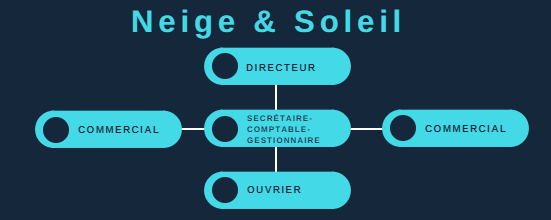 Neige & Soleil
DIRECTEUR
COMMERCIAL
SECRÉTAIRE-
COMPTABLE-
GESTIONNAIRE
COMMERCIAL
OUVRIER